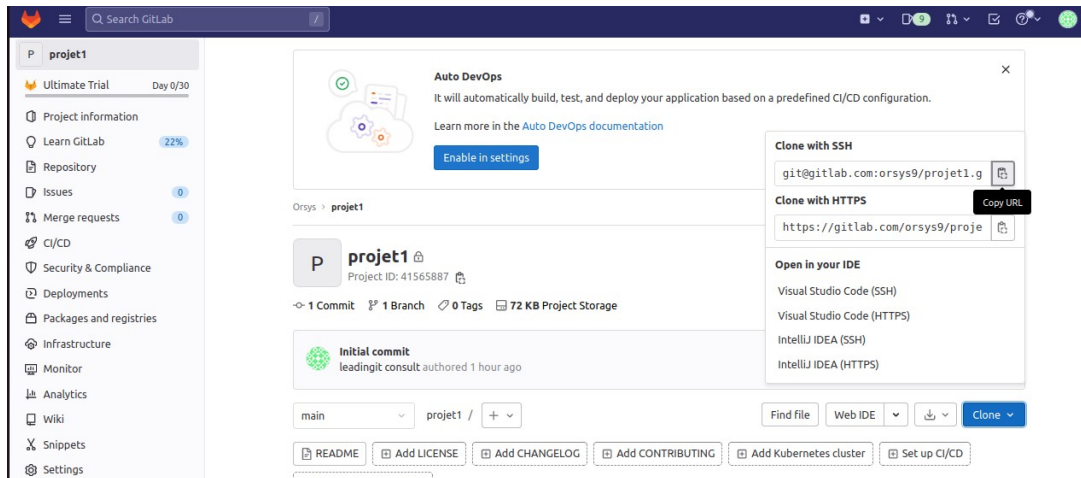 Search GitLab
/
9
P projet1
Ultimate Trial Day 0/30
Project information
Learn GitLab 22%
Repository
Issues 0
Merge requests 0
CI/CD
Security & Compliance
Deployments
Packages and registries
Infrastructure
Monitor
Analytics
Wiki
Snippets
Settings
Auto DevOps
It will automatically build, test, and deploy your application based on a predefined CI/CD configuration.
Learn more in the Auto DevOps documentation
Enable in settings
Orsys > projet1
P
projet1
Project ID: 41565887
1 Commit 1 Branch 0 Tags 72 KB Project Storage
Initial commit
leadingit consult authored 1 hour ago
Clone with SSH
git@gitlab.com:orsys9/projet1.g
Copy URL
Clone with HTTPS
https://gitlab.com/orsys9/proje
Open in your IDE
Visual Studio Code (SSH)
Visual Studio Code (HTTPS)
IntelliJ IDEA (SSH)
IntelliJ IDEA (HTTPS)
main projet1 / +
Find file Web IDE Clone
README Add LICENSE Add CHANGELOG Add CONTRIBUTING Add Kubernetes cluster Set up CI/CD